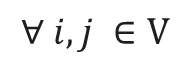 ∀ i,j ∈ V